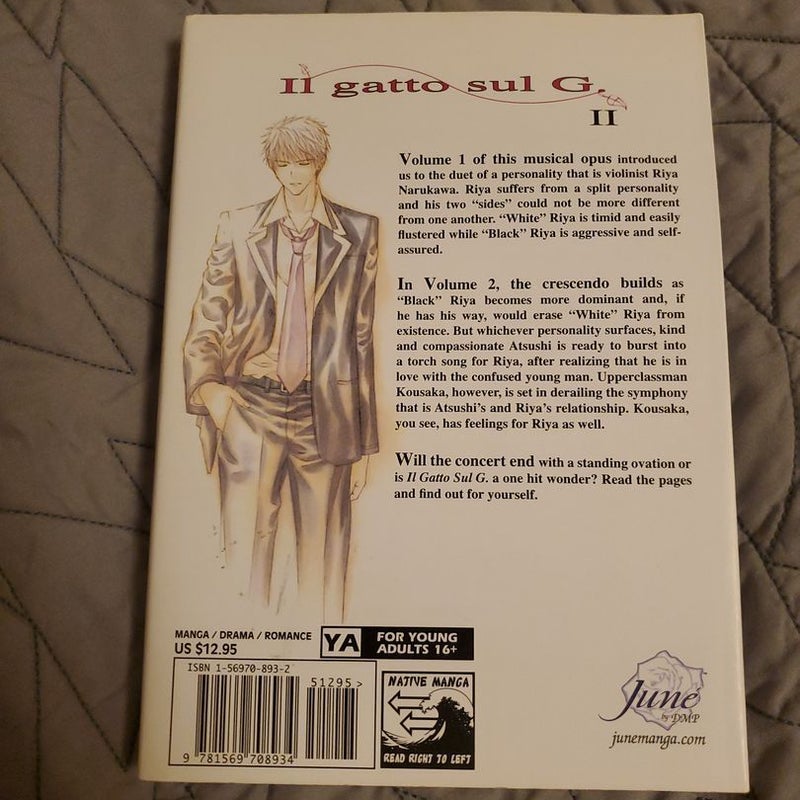 Il gatto sul G.
II
Volume 1 of this musical opus introduced
us to the duet of a personality that is violinist Riya
Narukawa. Riya suffers from a split personality
and his two “sides” could not be more different
from one another. “White” Riya is timid and easily
flustered while “Black” Riya is aggressive and self-
assured.
In Volume 2, the crescendo builds as
“Black” Riya becomes more dominant and, if
he has his way, would erase “White” Riya from
existence. But whichever personality surfaces, kind
and compassionate Atsushi is ready to burst into
a torch song for Riya, after realizing that he is in
love with the confused young man. Upperclassman
Kousaka, however, is set in derailing the symphony
that is Atsushi’s and Riya’s relationship. Kousaka,
you see, has feelings for Riya as well.
Will the concert end with a standing ovation or
is Il Gatto Sul G. a one hit wonder? Read the pages
and find out for yourself.
MANGA / DRAMA / ROMANCE
US $12.95
YA
FOR YOUNG
ADULTS 16+
ISBN 1-56970-893-2
51295 >
9 781569 708934
NATIVE MANGA
READ RIGHT TO LEFT
June
by DMP
junemanga.com